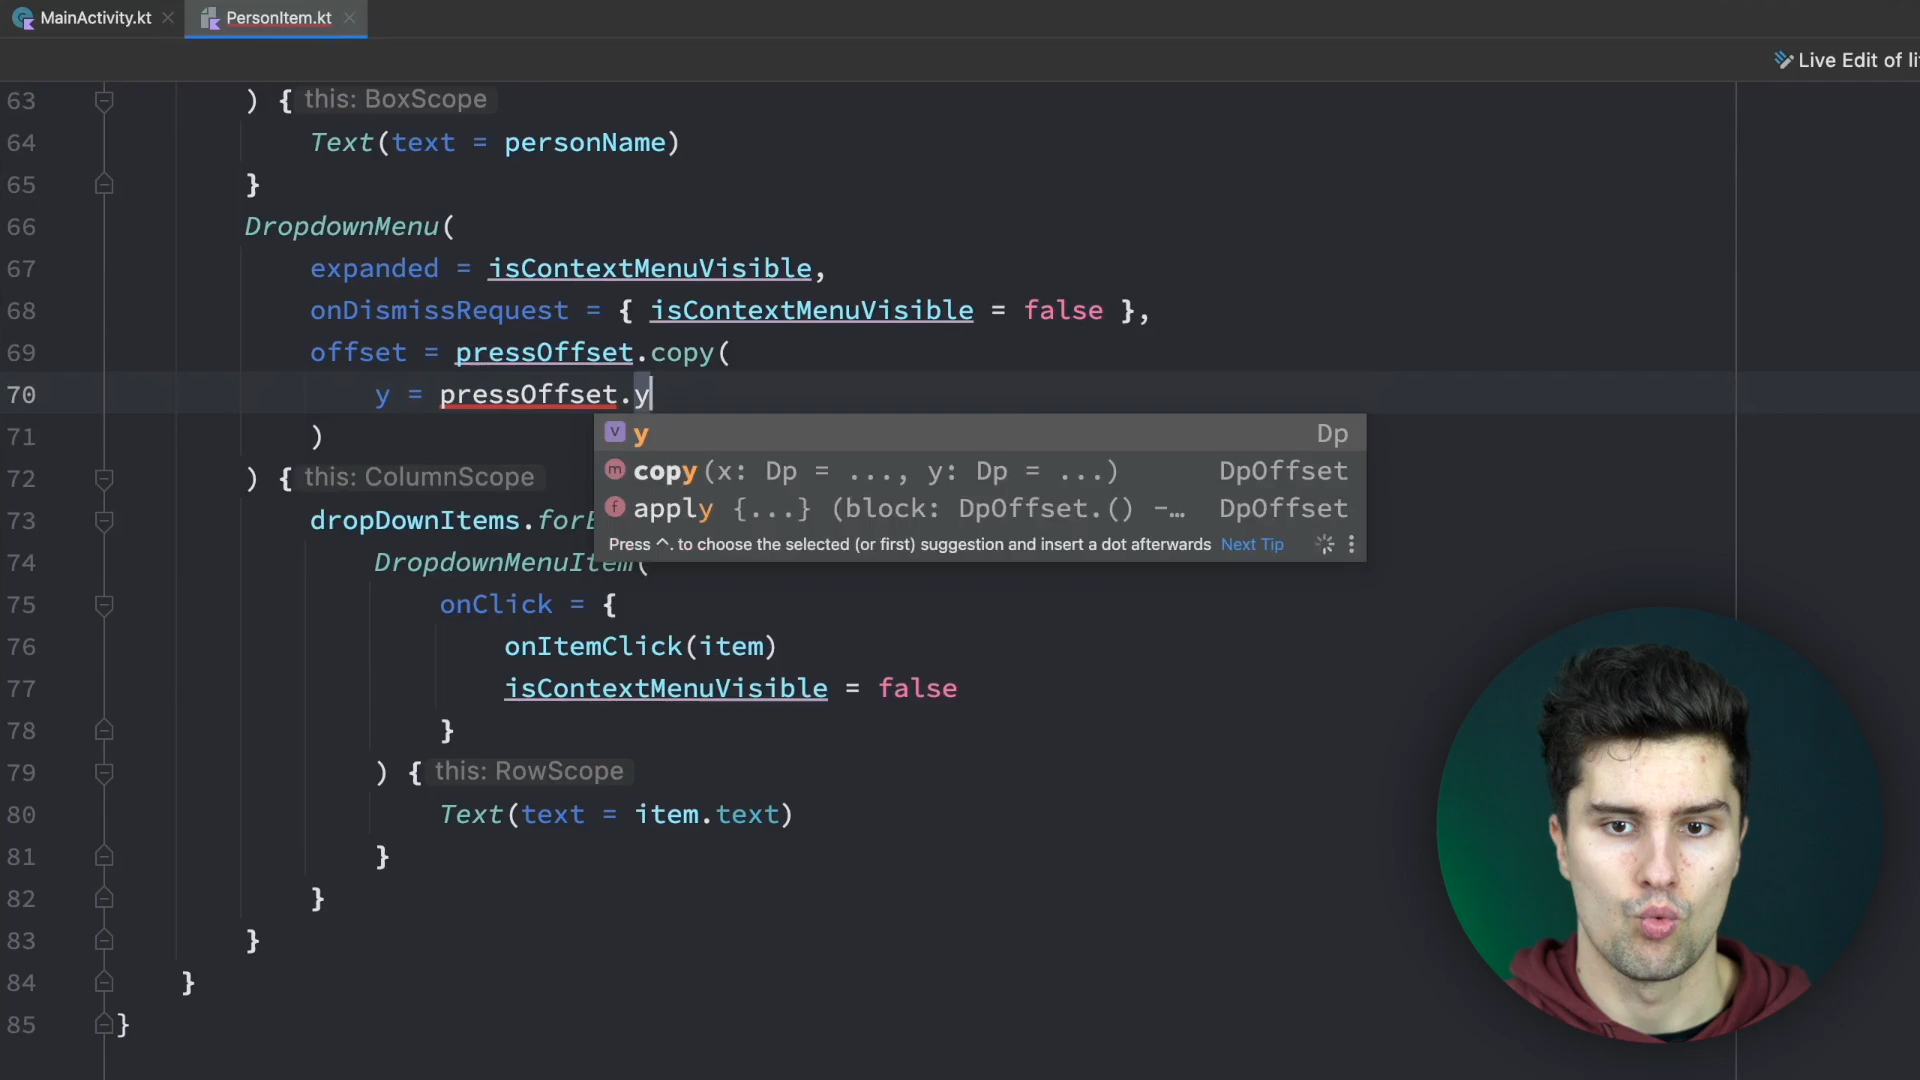 MainActivity.kt PersonItem.kt
Live Edit of li
63 ) { this: BoxScope
64 Text(text = personName)
65 }
66 DropdownMenu(
67 expanded = isContextMenuVisible,
68 onDismissRequest = { isContextMenuVisible = false },
69 offset = pressOffset.copy(
70 y = pressOffset.y
y Dp
71 )
copy(x: Dp = ..., y: Dp = ...) DpOffset
72 ) { this: ColumnScope
apply {...} (block: DpOffset.() -… DpOffset
73 dropDownItems.forE
Press ^. to choose the selected (or first) suggestion and insert a dot afterwards Next Tip
74 DropdownMenuItem(
75 onClick = {
76 onItemClick(item)
77 isContextMenuVisible = false
78 }
79 ) { this: RowScope
80 Text(text = item.text)
81 }
82 }
83 }
84 }
85 }